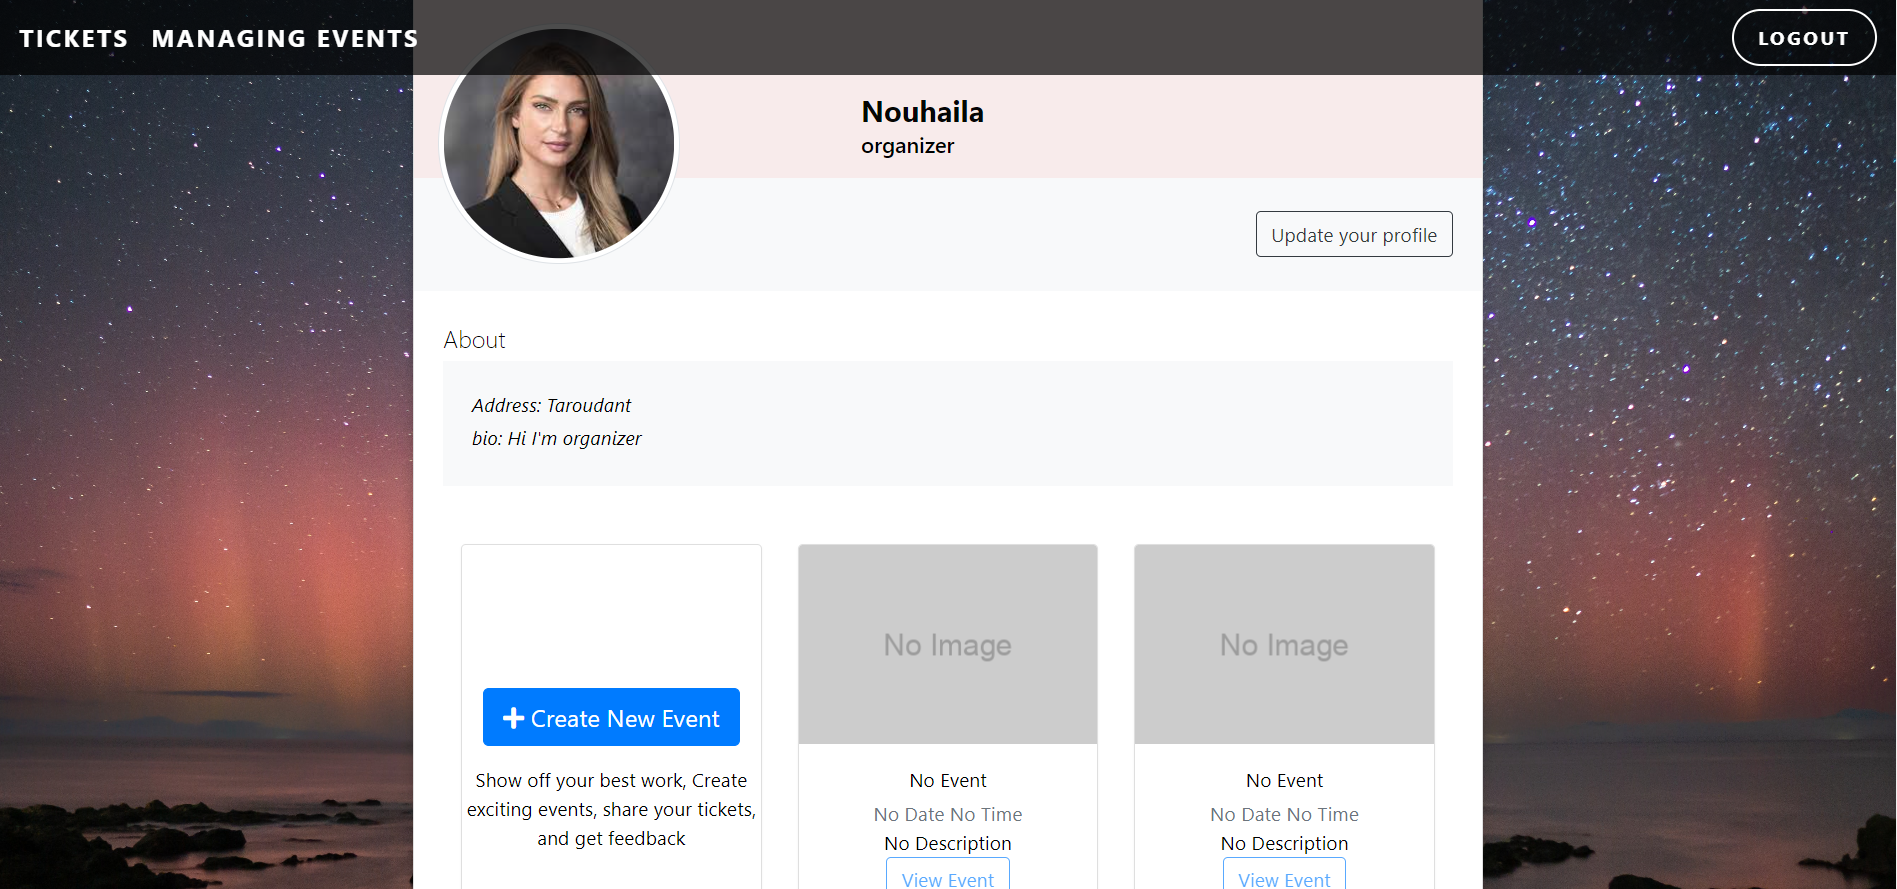 TICKETS MANAGING EVENTS LOGOUT
Nouhaila
organizer
Update your profile
About
Address: Taroudant
bio: Hi I'm organizer
Create New Event
Show off your best work, Create
exciting events, share your tickets,
and get feedback
No Image
No Event
No Date No Time
No Description
View Event
No Image
No Event
No Date No Time
No Description
View Event